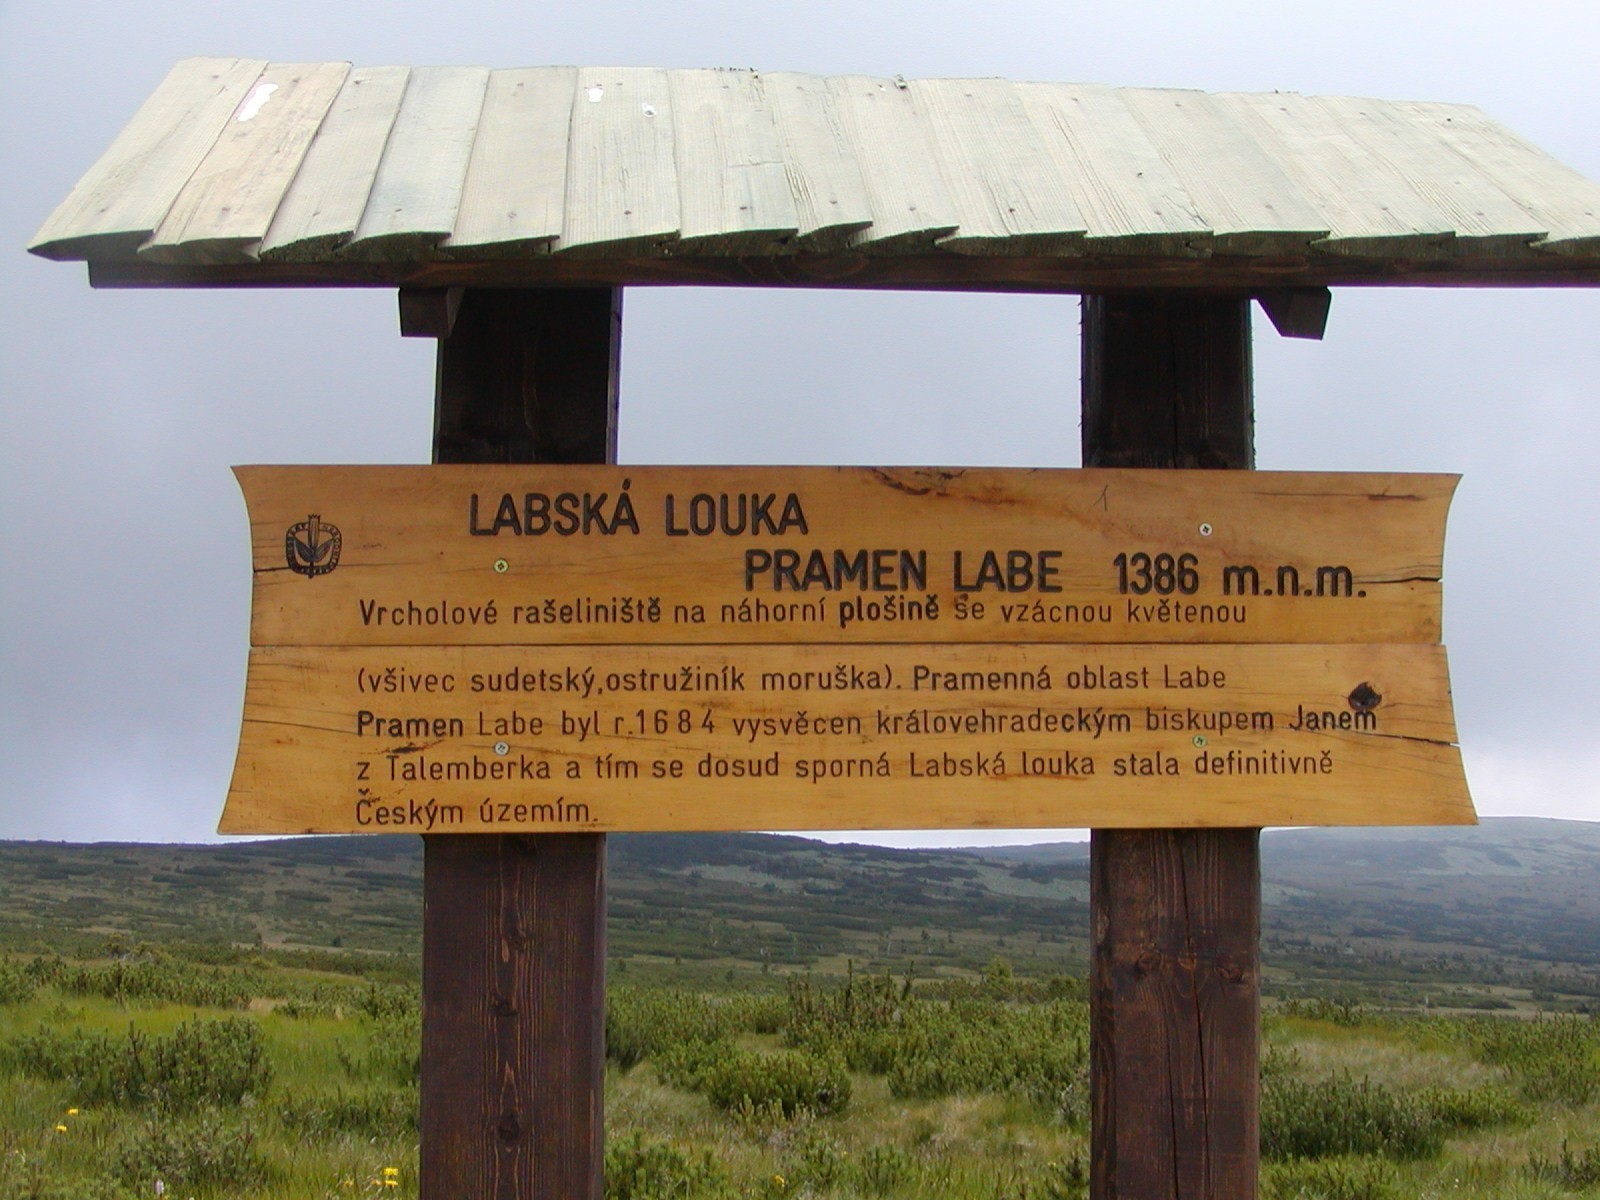 LABSKÁ LOUKA
PRAMEN LABE 1386 m.n.m.
Vrcholové rašeliniště na náhorní plošině se vzácnou květenou
(všivec sudetský,ostružiník moruška). Pramenná oblast Labe
Pramen Labe byl r.1684 vysvěcen královehradeckým biskupem Janem
z Talemberka a tím se dosud sporná Labská louka stala definitivně
Českým územím.